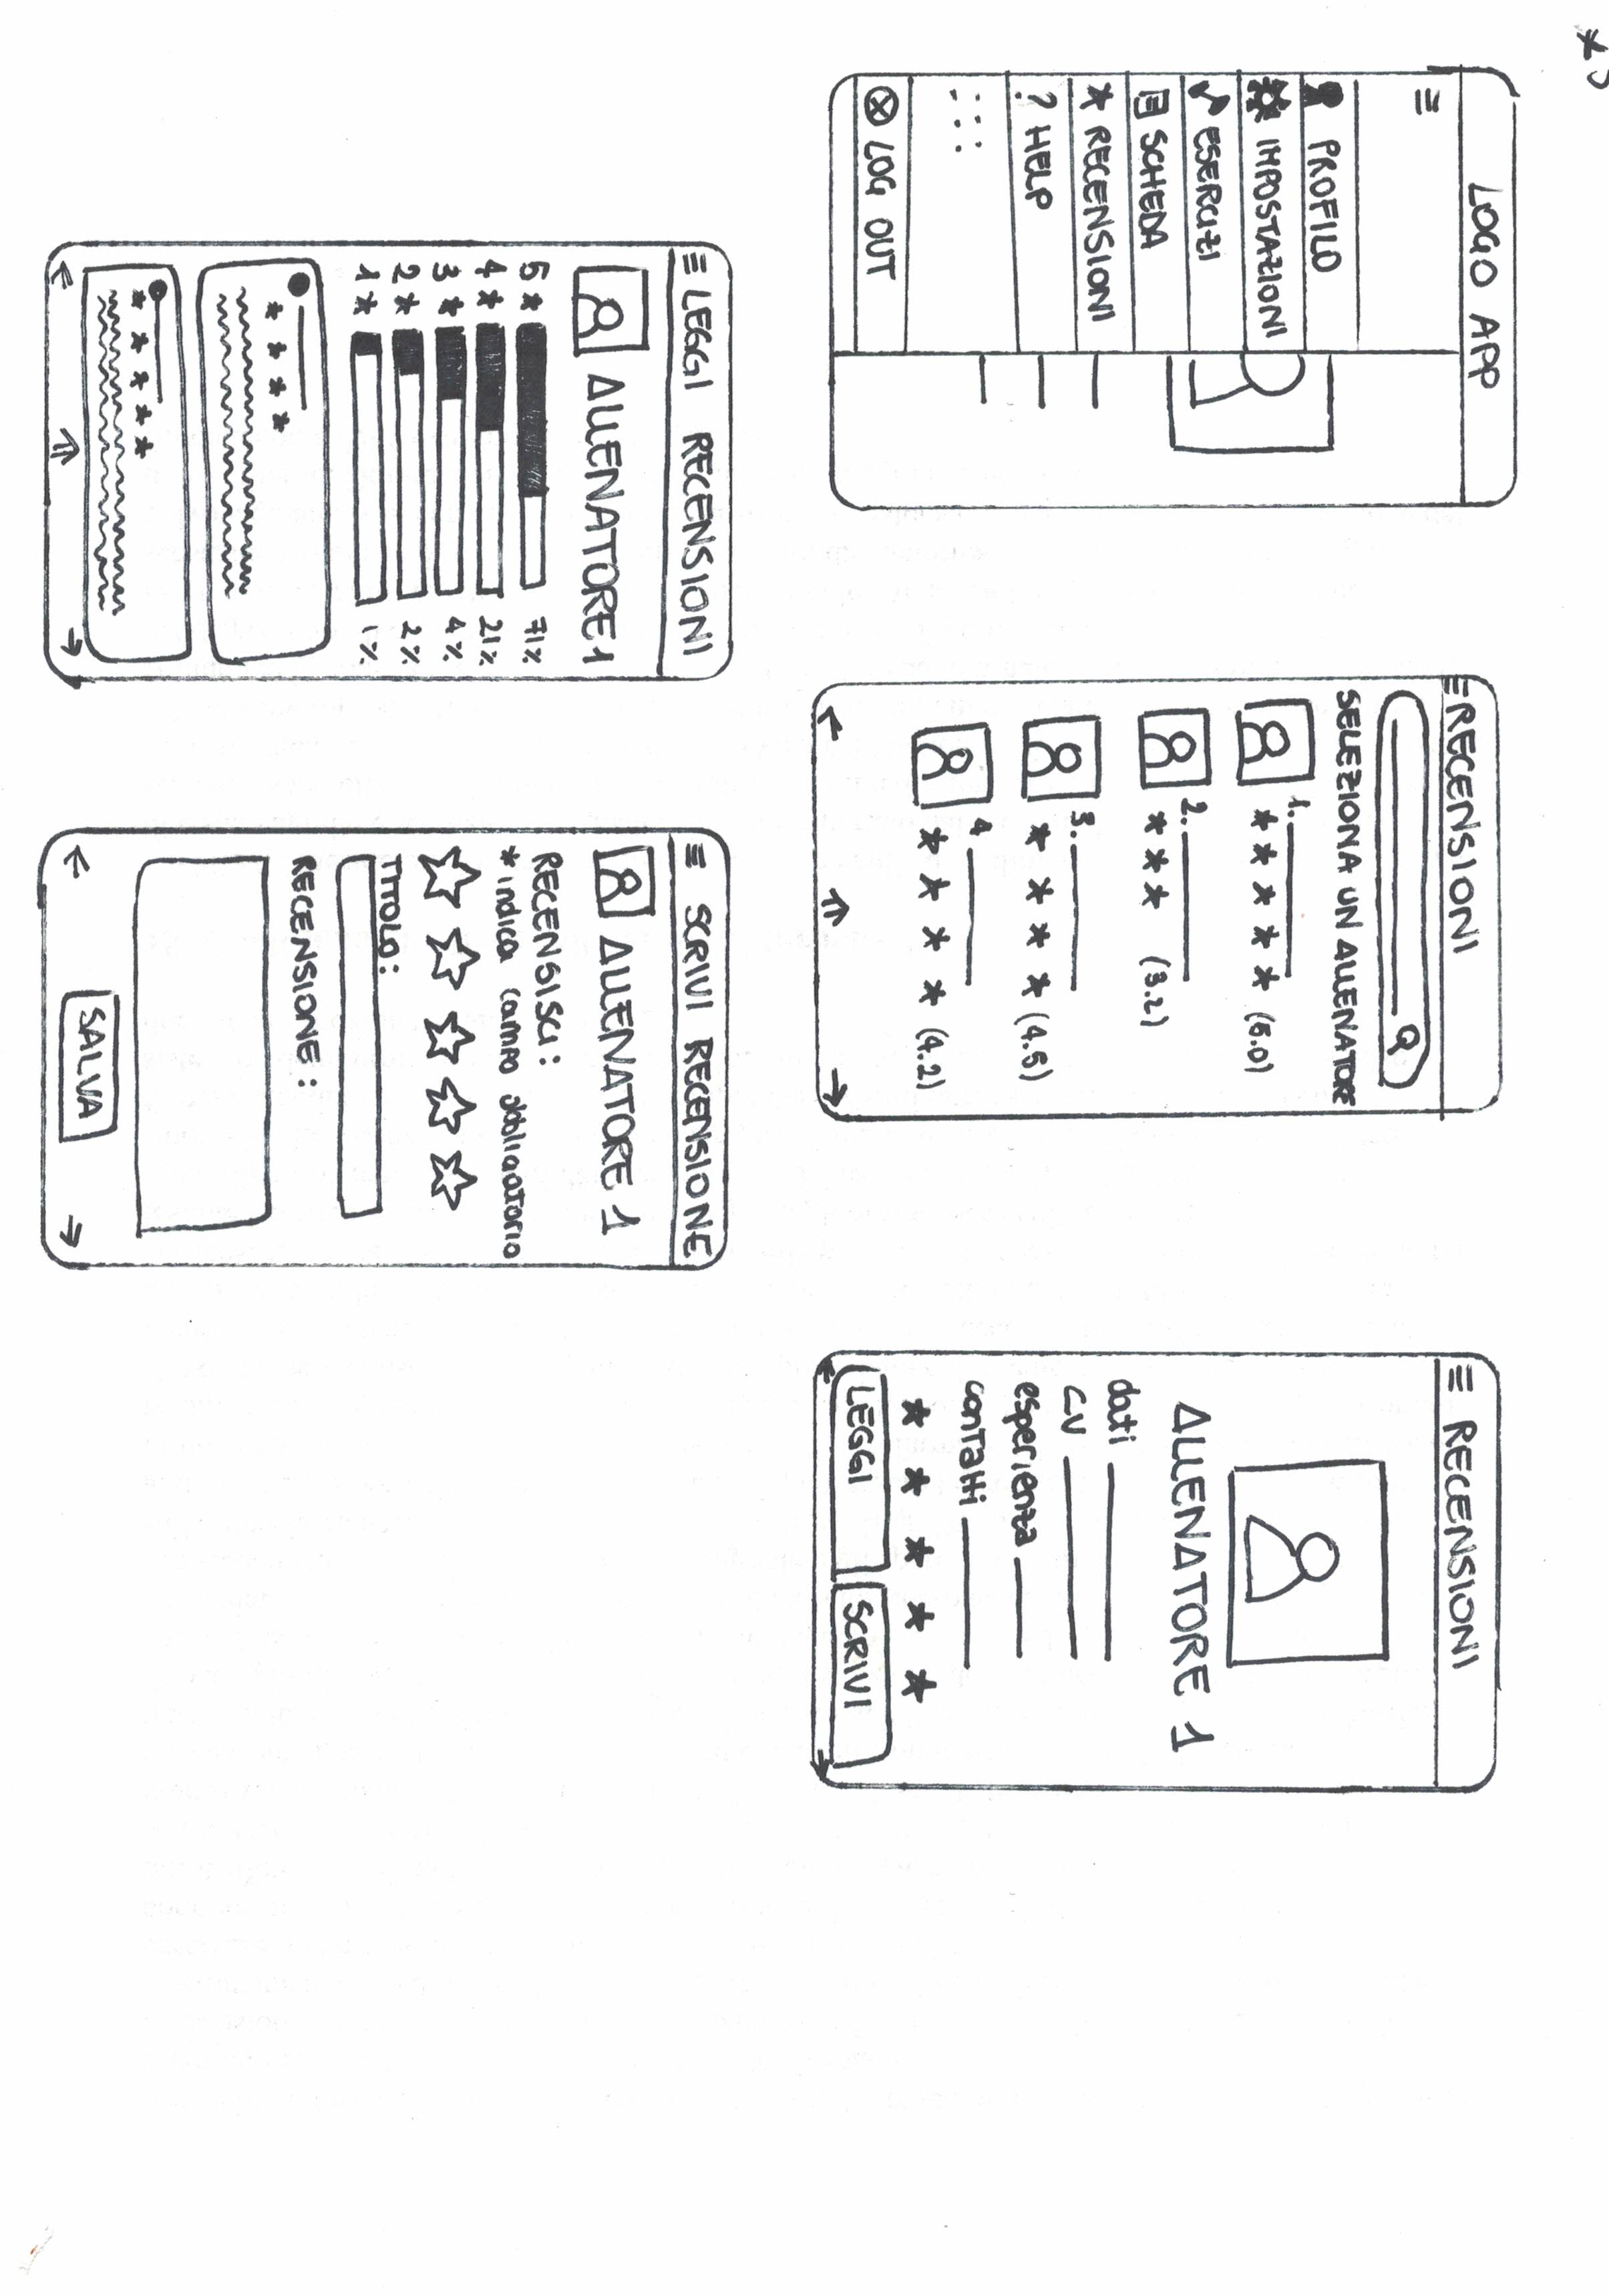 LOGO APP
PROFILO
IMPOSTAZIONI
ESERCIZI
SCHEDA
* RECENSIONI
? HELP
LOG OUT
RECENSIONI
SELEZIONA UN ALLENATORE
1.
* * * * * (5.0)
2.
* * * (3.2)
3.
* * * * (4.5)
4
* * * * (4.2)
RECENSIONI
ALLENATORE 1
dati
CV
esperienza
contatti
* * * * *
LEGGI SCRIVI
LEGGI RECENSIONI
ALLENATORE 1
5 * 71%
4 * 21%
3 * 4%
2 * 2%
1 * 1%
* * * *
* * * * *
SCRIVI RECENSIONE
ALLENATORE 1
RECENSISCI:
* indica campo obbligatorio
TITOLO:
RECENSIONE:
SALVA